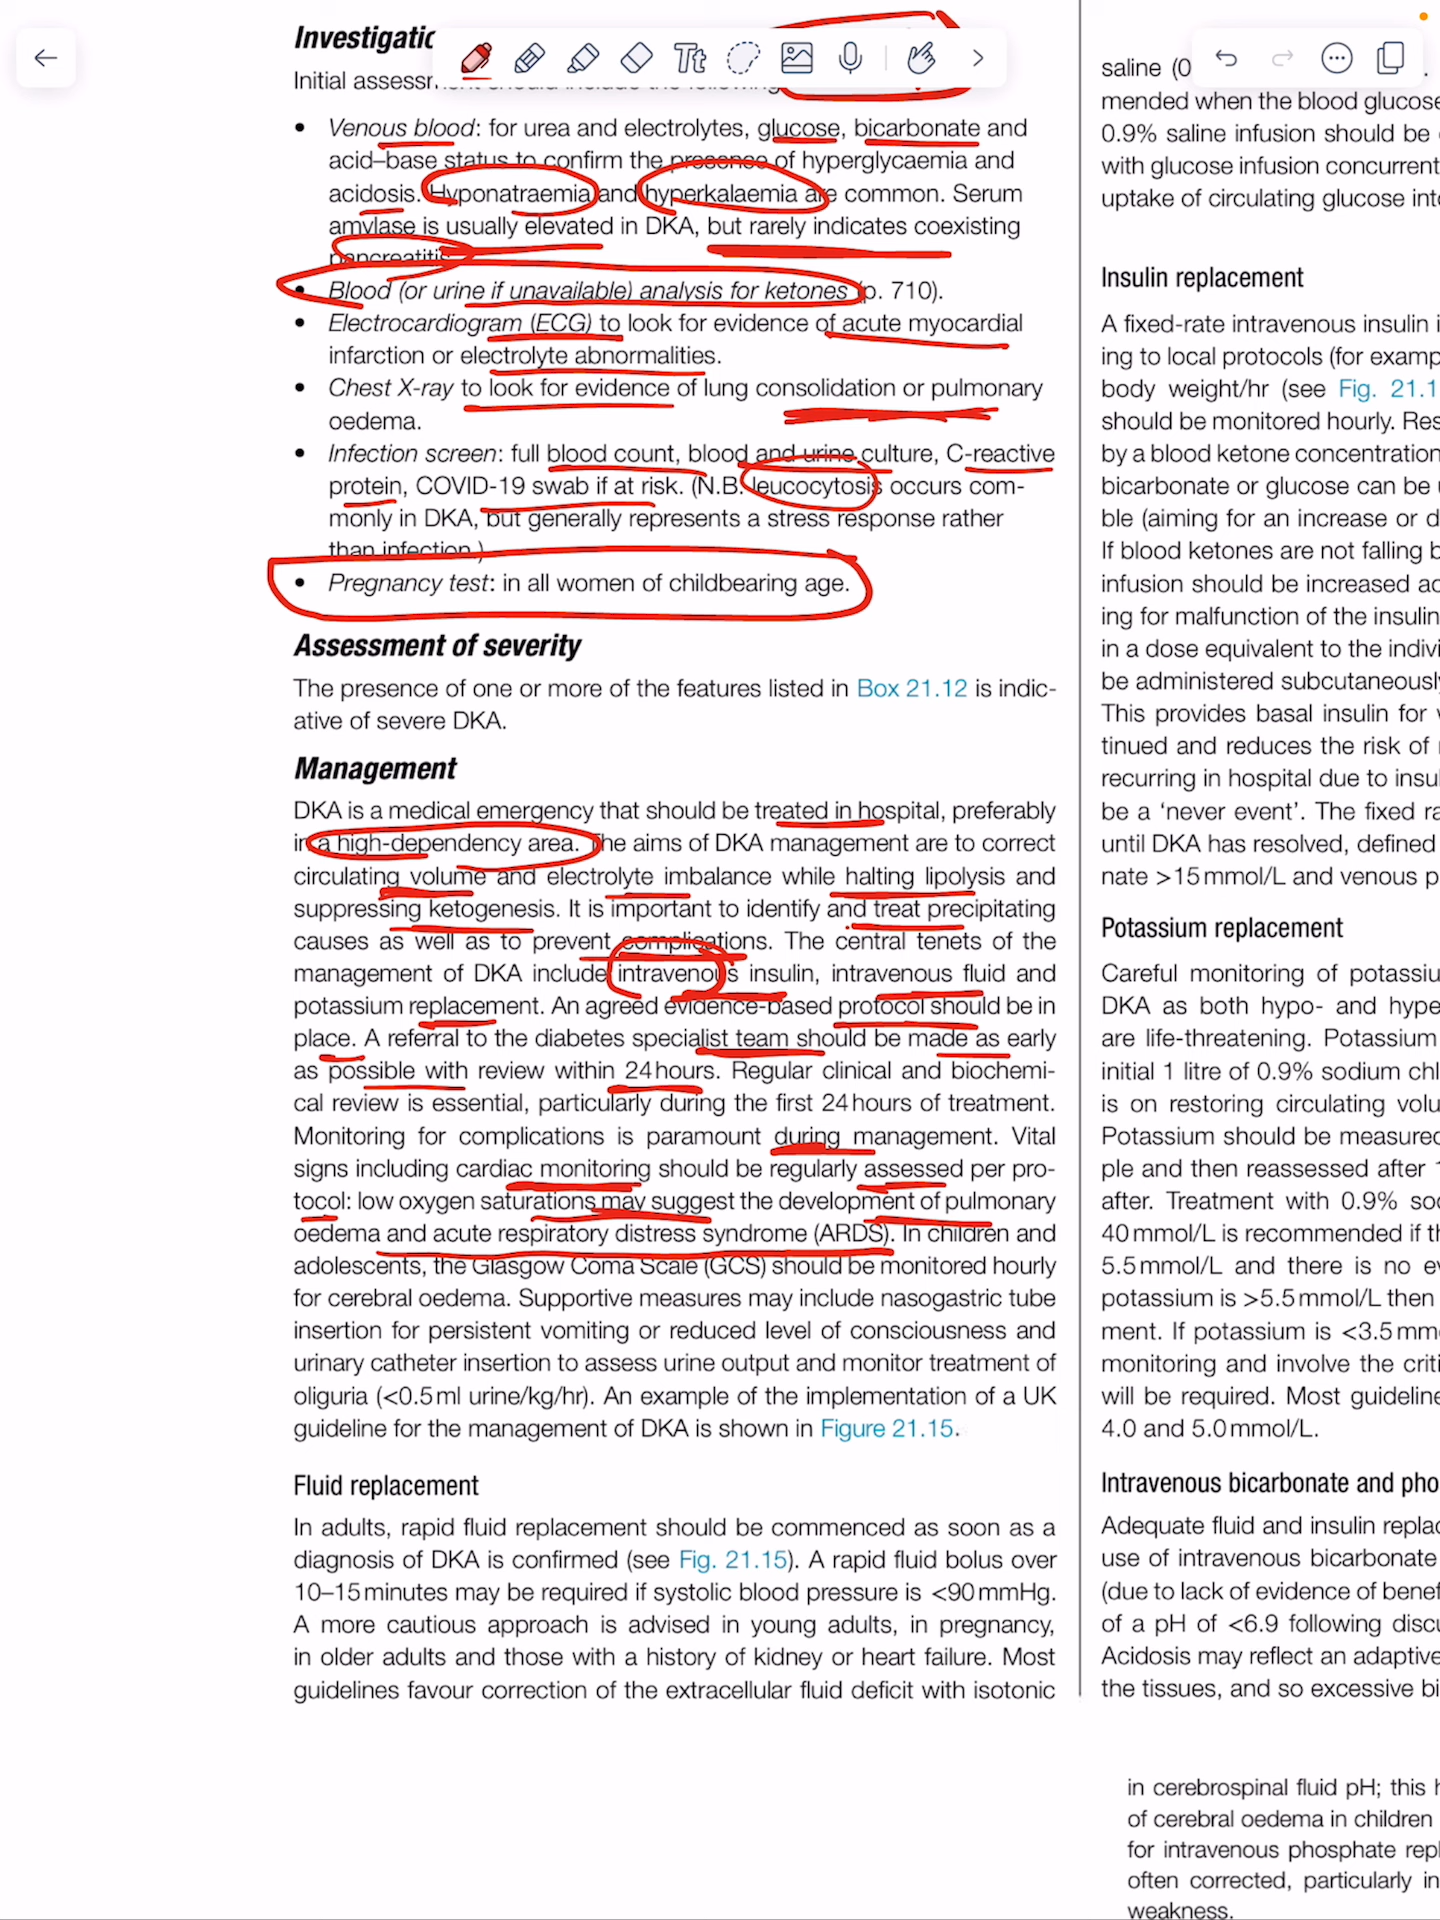 Investigatio
Initial assessm
• Venous blood: for urea and electrolytes, glucose, bicarbonate and
acid–base status to confirm the presence of hyperglycaemia and
acidosis. Hyponatraemia and hyperkalaemia are common. Serum
amylase is usually elevated in DKA, but rarely indicates coexisting
pancreatitis
• Blood (or urine if unavailable) analysis for ketones (p. 710).
• Electrocardiogram (ECG) to look for evidence of acute myocardial
infarction or electrolyte abnormalities.
• Chest X-ray to look for evidence of lung consolidation or pulmonary
oedema.
• Infection screen: full blood count, blood and urine culture, C-reactive
protein, COVID-19 swab if at risk. (N.B. leucocytosis occurs com-
monly in DKA, but generally represents a stress response rather
than infection.)
• Pregnancy test: in all women of childbearing age.
Assessment of severity
The presence of one or more of the features listed in Box 21.12 is indic-
ative of severe DKA.
Management
DKA is a medical emergency that should be treated in hospital, preferably
in a high-dependency area. The aims of DKA management are to correct
circulating volume and electrolyte imbalance while halting lipolysis and
suppressing ketogenesis. It is important to identify and treat precipitating
causes as well as to prevent complications. The central tenets of the
management of DKA include intravenous insulin, intravenous fluid and
potassium replacement. An agreed evidence-based protocol should be in
place. A referral to the diabetes specialist team should be made as early
as possible with review within 24 hours. Regular clinical and biochemi-
cal review is essential, particularly during the first 24 hours of treatment.
Monitoring for complications is paramount during management. Vital
signs including cardiac monitoring should be regularly assessed per pro-
tocol: low oxygen saturations may suggest the development of pulmonary
oedema and acute respiratory distress syndrome (ARDS). In children and
adolescents, the Glasgow Coma Scale (GCS) should be monitored hourly
for cerebral oedema. Supportive measures may include nasogastric tube
insertion for persistent vomiting or reduced level of consciousness and
urinary catheter insertion to assess urine output and monitor treatment of
oliguria (<0.5 ml urine/kg/hr). An example of the implementation of a UK
guideline for the management of DKA is shown in Figure 21.15.
Fluid replacement
In adults, rapid fluid replacement should be commenced as soon as a
diagnosis of DKA is confirmed (see Fig. 21.15). A rapid fluid bolus over
10–15 minutes may be required if systolic blood pressure is <90 mmHg.
A more cautious approach is advised in young adults, in pregnancy,
in older adults and those with a history of kidney or heart failure. Most
guidelines favour correction of the extracellular fluid deficit with isotonic
saline (0
mended when the blood glucose
0.9% saline infusion should be
with glucose infusion concurrent
uptake of circulating glucose int
Insulin replacement
A fixed-rate intravenous insulin i
ing to local protocols (for examp
body weight/hr (see Fig. 21.1
should be monitored hourly. Res
by a blood ketone concentration
bicarbonate or glucose can be
ble (aiming for an increase or d
If blood ketones are not falling b
infusion should be increased ac
ing for malfunction of the insulin
in a dose equivalent to the indivi
be administered subcutaneously
This provides basal insulin for
tinued and reduces the risk of
recurring in hospital due to insul
be a ‘never event’. The fixed ra
until DKA has resolved, defined
nate >15 mmol/L and venous p
Potassium replacement
Careful monitoring of potassiu
DKA as both hypo- and hype
are life-threatening. Potassium
initial 1 litre of 0.9% sodium chl
is on restoring circulating volu
Potassium should be measured
ple and then reassessed after
after. Treatment with 0.9% so
40 mmol/L is recommended if th
5.5 mmol/L and there is no ev
potassium is >5.5 mmol/L then
ment. If potassium is <3.5 mm
monitoring and involve the criti
will be required. Most guideline
4.0 and 5.0 mmol/L.
Intravenous bicarbonate and pho
Adequate fluid and insulin replac
use of intravenous bicarbonate
(due to lack of evidence of benef
of a pH of <6.9 following discu
Acidosis may reflect an adaptive
the tissues, and so excessive bi
in cerebrospinal fluid pH; this h
of cerebral oedema in children
for intravenous phosphate repl
often corrected, particularly in
weakness.
Tt